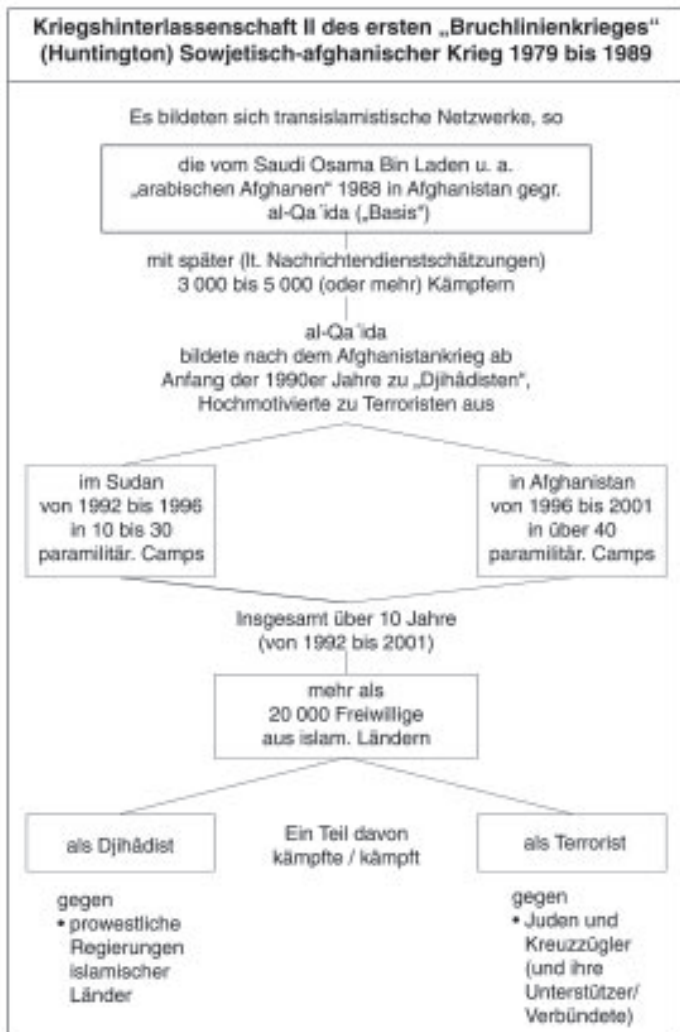 Kriegshinterlassenschaft II des ersten „Bruchlinienkrieges“
(Huntington) Sowjetisch-afghanischer Krieg 1979 bis 1989
Es bildeten sich transislamistische Netzwerke, so
die vom Saudi Osama Bin Laden u. a.
„arabischen Afghanen“ 1988 in Afghanistan gegr.
al-Qa´ida („Basis“)
mit später (lt. Nachrichtendienstschätzungen)
3 000 bis 5 000 (oder mehr) Kämpfern
al-Qa´ida
bildete nach dem Afghanistankrieg ab
Anfang der 1990er Jahre zu „Djihâdisten“,
Hochmotivierte zu Terroristen aus
im Sudan
von 1992 bis 1996
in 10 bis 30
paramilitär. Camps
in Afghanistan
von 1996 bis 2001
in über 40
paramilitär. Camps
Insgesamt über 10 Jahre
(von 1992 bis 2001)
mehr als
20 000 Freiwillige
aus islam. Ländern
als Djihâdist
Ein Teil davon
kämpfte / kämpft
als Terrorist
gegen
• prowestliche
Regierungen
islamischer
Länder
gegen
• Juden und
Kreuzzügler
(und ihre
Unterstützer/
Verbündete)